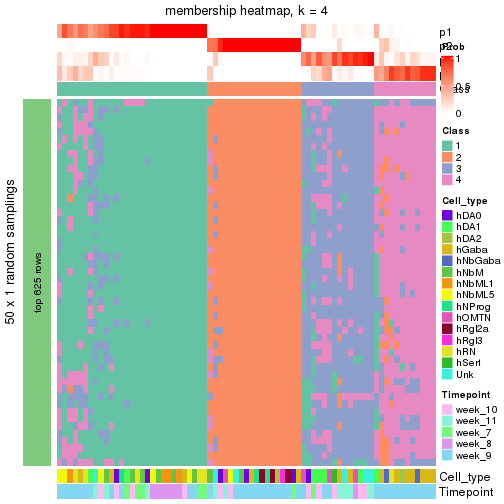 membership heatmap, k = 4
p1
p2
Prob
1
0.5
0
Class
1
2
3
4
Cell_type
hDA0
hDA1
hDA2
hGaba
hNbGaba
hNbM
hNbML1
hNbML5
hNProg
hOMTN
hRgl2a
hRgl3
hRN
hSert
Unk
Timepoint
week_10
week_11
week_7
week_8
week_9
50 x 1 random samplings
top 625 rows
Cell_type
Timepoint